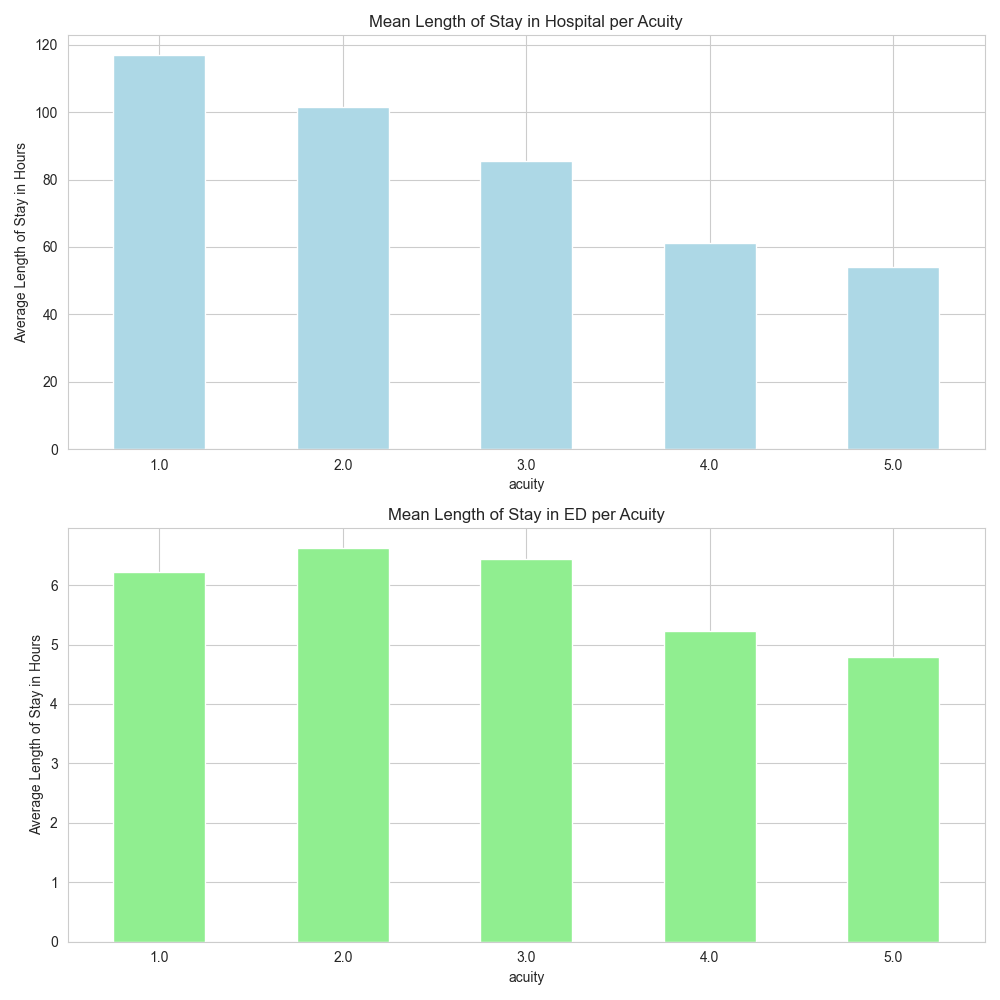 Mean Length of Stay in Hospital per Acuity
Average Length of Stay in Hours
120
100
80
60
40
20
0
1.0 2.0 3.0 4.0 5.0
acuity
Mean Length of Stay in ED per Acuity
Average Length of Stay in Hours
6
5
4
3
2
1
0
1.0 2.0 3.0 4.0 5.0
acuity